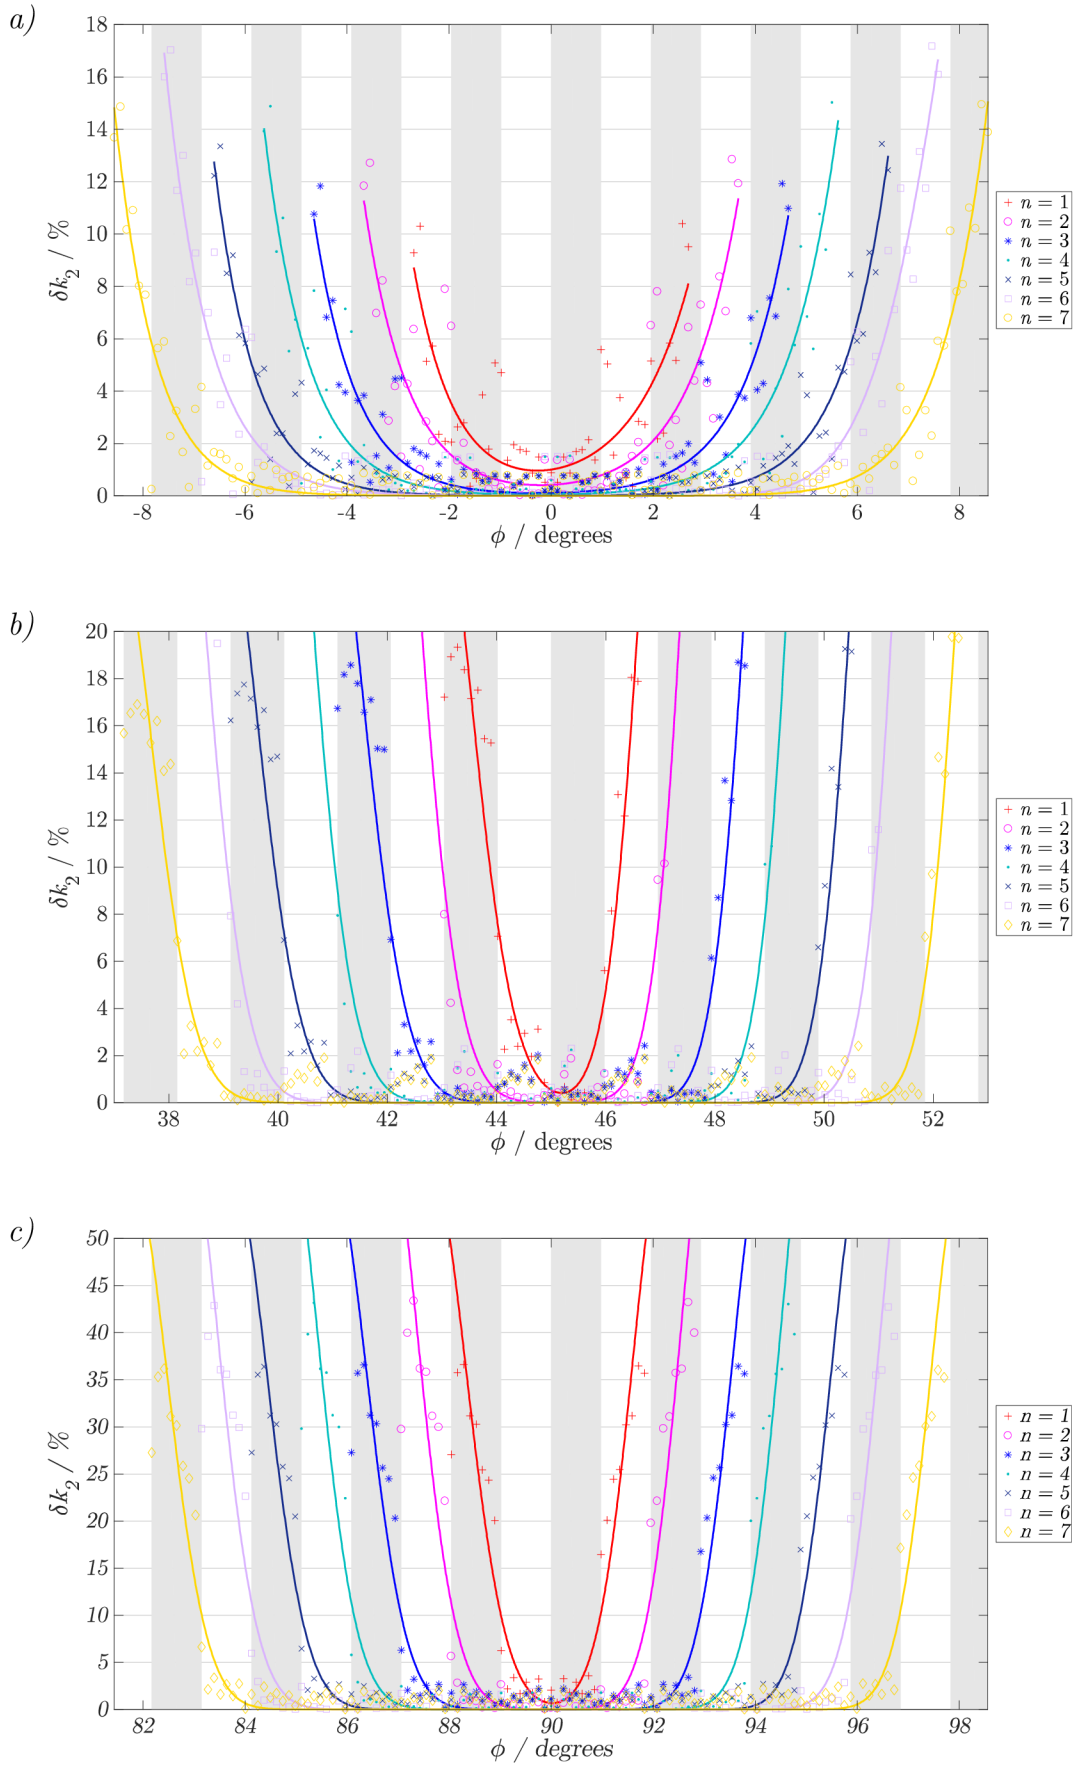 a)
18
16
14
12
10
8
6
4
2
0
δk₂ / %
-8 -6 -4 -2 0 2 4 6 8
ϕ / degrees
n = 1
n = 2
n = 3
n = 4
n = 5
n = 6
n = 7
b)
20
18
16
14
12
10
8
6
4
2
0
δk₂ / %
38 40 42 44 46 48 50 52
ϕ / degrees
n = 1
n = 2
n = 3
n = 4
n = 5
n = 6
n = 7
c)
50
45
40
35
30
25
20
15
10
5
0
δk₂ / %
82 84 86 88 90 92 94 96 98
ϕ / degrees
n = 1
n = 2
n = 3
n = 4
n = 5
n = 6
n = 7